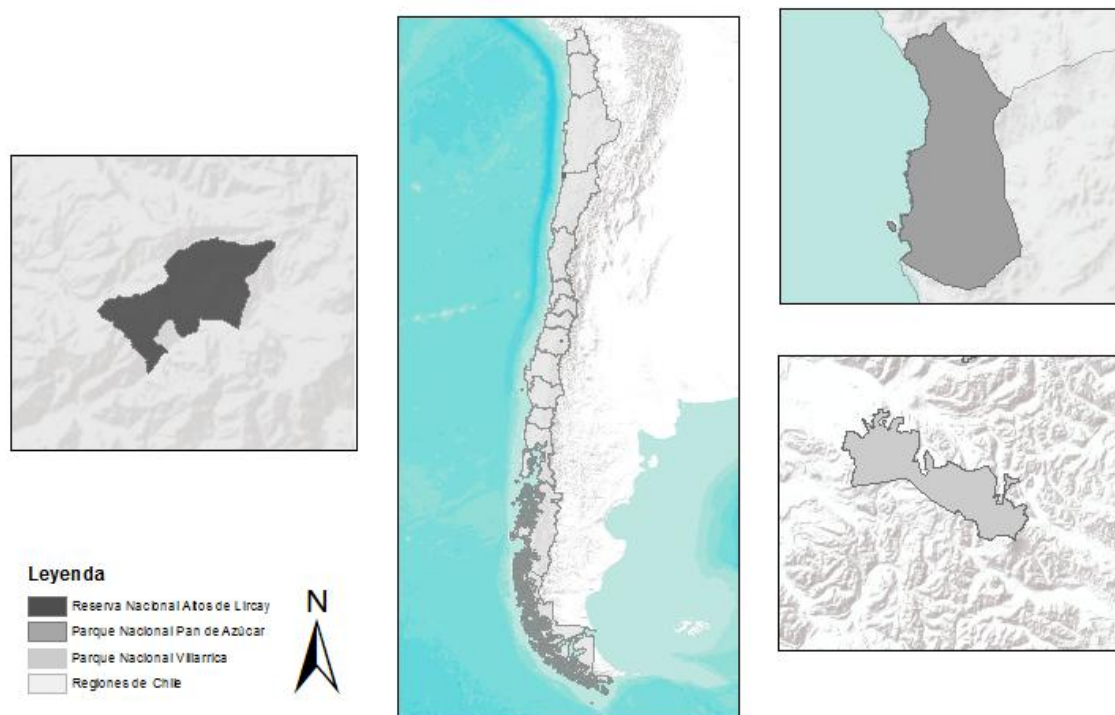 Leyenda
Reserva Nacional Altos de Lircay
Parque Nacional Pan de Azúcar
Parque Nacional Villarrica
Regiones de Chile
N